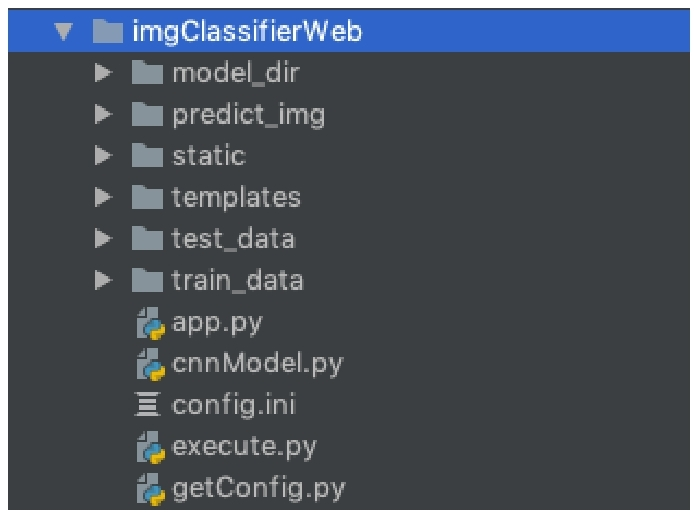 imgClassifierWeb
model_dir
predict_img
static
templates
test_data
train_data
app.py
cnnModel.py
config.ini
execute.py
getConfig.py